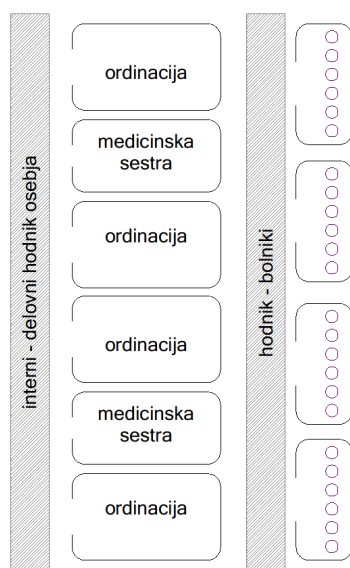 interni - delovni hodnik osebja
ordinacija
medicinska
sestra
ordinacija
ordinacija
medicinska
sestra
ordinacija
hodnik - bolniki